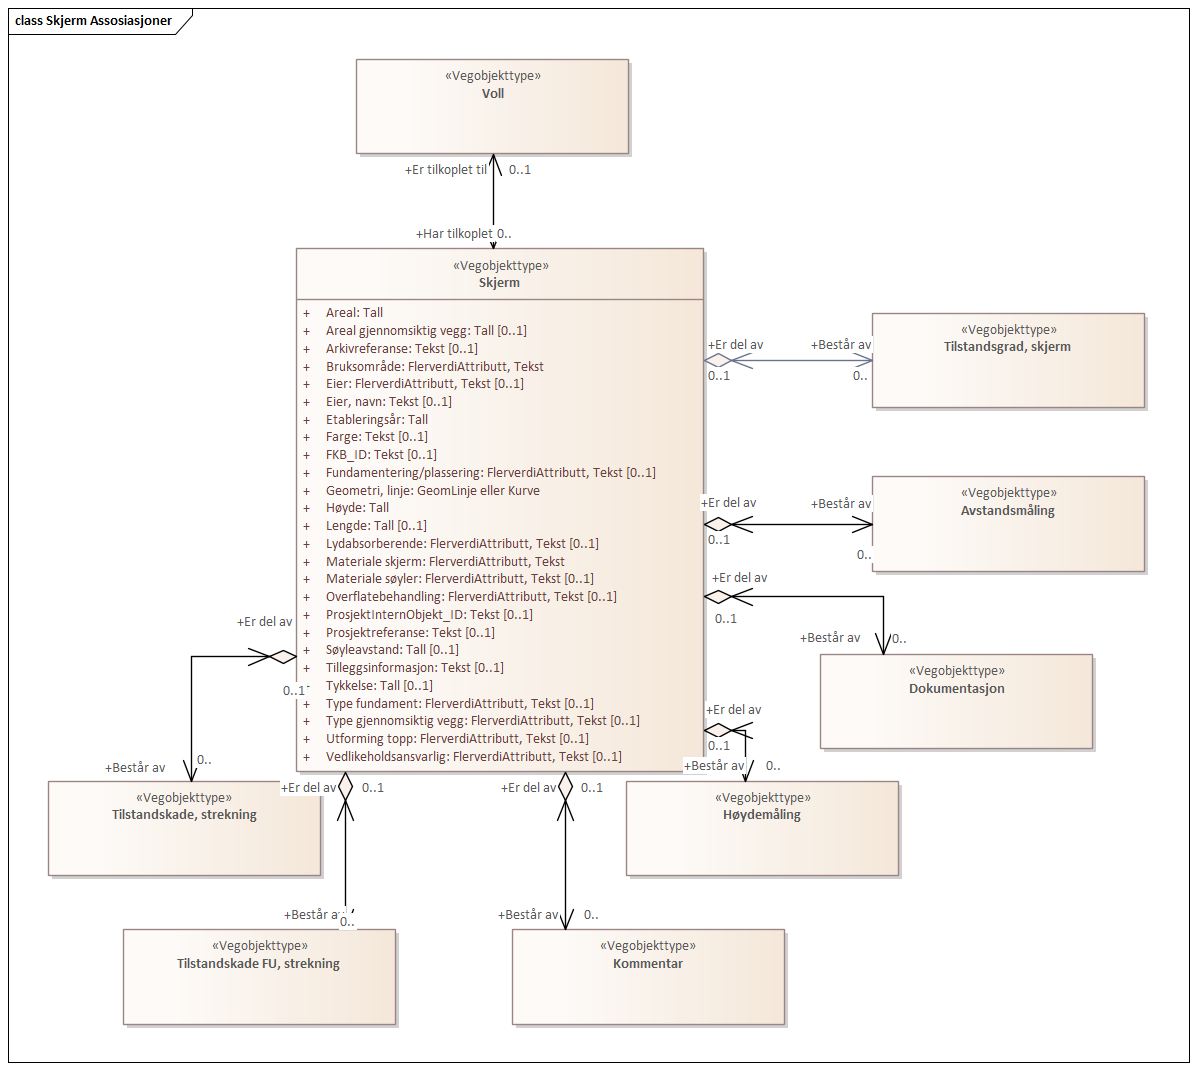 class Skjerm Assosiasjoner
«Vegobjekttype»
Voll
+Er tilkoplet til
0..1
+Har tilkoplet 0..
«Vegobjekttype»
Skjerm
+ Areal: Tall
+ Areal gjennomsiktig vegg: Tall [0..1]
+ Arkivreferanse: Tekst [0..1]
+ Bruksområde: FlerverdiAttributt, Tekst
+ Eier: FlerverdiAttributt, Tekst [0..1]
+ Eier, navn: Tekst [0..1]
+ Etableringsår: Tall
+ Farge: Tekst [0..1]
+ FKB_ID: Tekst [0..1]
+ Fundamentering/plassering: FlerverdiAttributt, Tekst [0..1]
+ Geometri, linje: GeomLinje eller Kurve
+ Høyde: Tall
+ Lengde: Tall [0..1]
+ Lydabsorberende: FlerverdiAttributt, Tekst [0..1]
+ Materiale skjerm: FlerverdiAttributt, Tekst
+ Materiale søyler: FlerverdiAttributt, Tekst [0..1]
+ Overflatebehandling: FlerverdiAttributt, Tekst [0..1]
+ ProsjektInternObjekt_ID: Tekst [0..1]
+ Prosjektreferanse: Tekst [0..1]
+ Søyleavstand: Tall [0..1]
+ Tilleggsinformasjon: Tekst [0..1]
Tykkelse: Tall [0..1]
+ Type fundament: FlerverdiAttributt, Tekst [0..1]
+ Type gjennomsiktig vegg: FlerverdiAttributt, Tekst [0..1]
+ Utforming topp: FlerverdiAttributt, Tekst [0..1]
+ Vedlikeholdsansvarlig: FlerverdiAttributt, Tekst [0..1]
+Er del av
0..1
+Består av
0..
«Vegobjekttype»
Tilstandsgrad, skjerm
+Er del av
0..1
+Består av
0..
«Vegobjekttype»
Avstandsmåling
+Er del av
0..1
+Består av
0..
«Vegobjekttype»
Dokumentasjon
+Er del av
0..1
+Består av
0..
«Vegobjekttype»
Høydemåling
+Er del av
0..1
+Består av
0..
«Vegobjekttype»
Tilstandskade, strekning
+Er del av
0..1
+Består av
0..
«Vegobjekttype»
Tilstandskade FU, strekning
+Er del av
0..1
+Består av
0..
«Vegobjekttype»
Kommentar